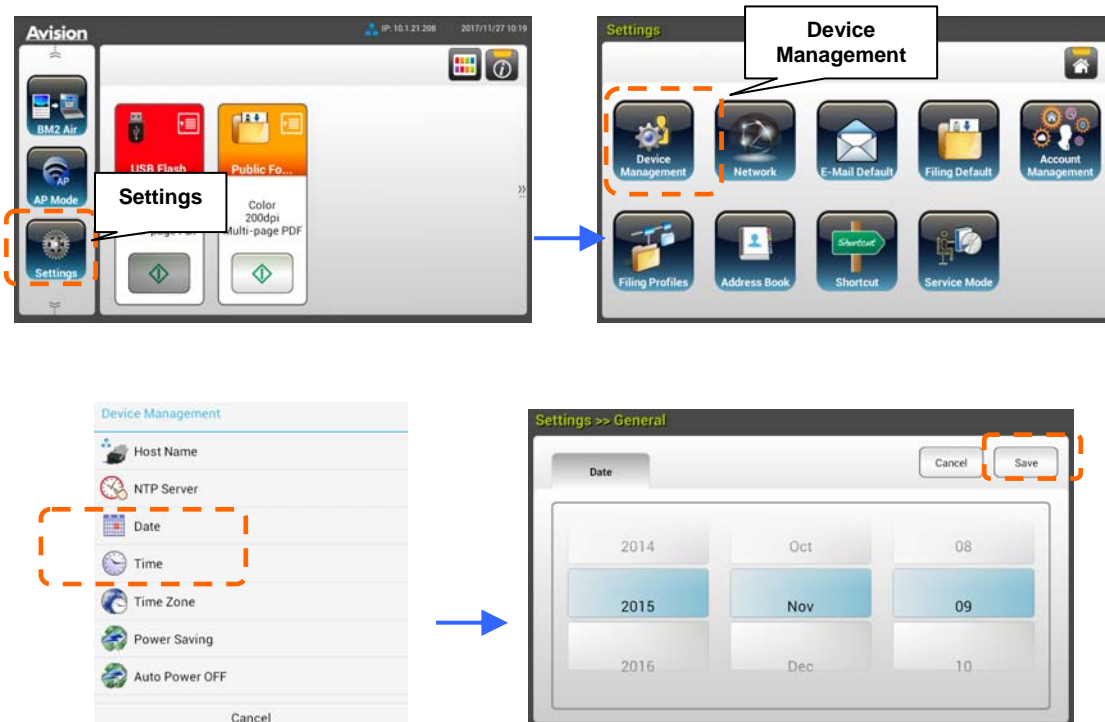 Avision
IP: 10.1.21.208
2017/11/27 10:19
BM2 Air
AP
AP Mode
Settings
USB Flash
Public Fo...
Color
200dpi
Multi-page PDF
Settings
Settings
Device
Management
Device
Management
Network
E-Mail Default
Filing Default
Account
Management
Filing Profiles
Address Book
Shortcut
Shortcut
Service Mode
Device Management
Host Name
NTP Server
Date
Time
Time Zone
Power Saving
Auto Power OFF
Cancel
Settings >> General
Date
Cancel
Save
2014 Oct 08
2015 Nov 09
2016 Dec 10